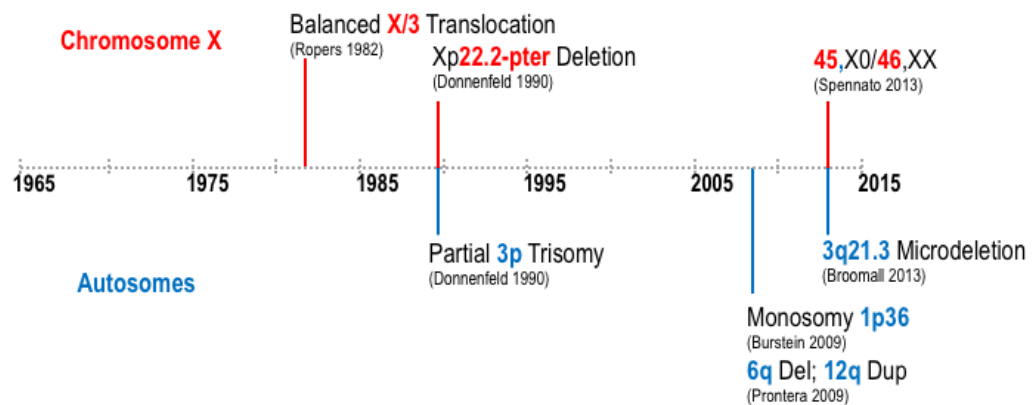 Chromosome X
Balanced X/3 Translocation
(Ropers 1982)
Xp22.2-pter Deletion
(Donnenfeld 1990)
45,X0/46,XX
(Spennato 2013)
1965
1975
1985
1995
2005
2015
Autosomes
Partial 3p Trisomy
(Donnenfeld 1990)
3q21.3 Microdeletion
(Broomall 2013)
Monosomy 1p36
(Burstein 2009)
6q Del; 12q Dup
(Prontera 2009)